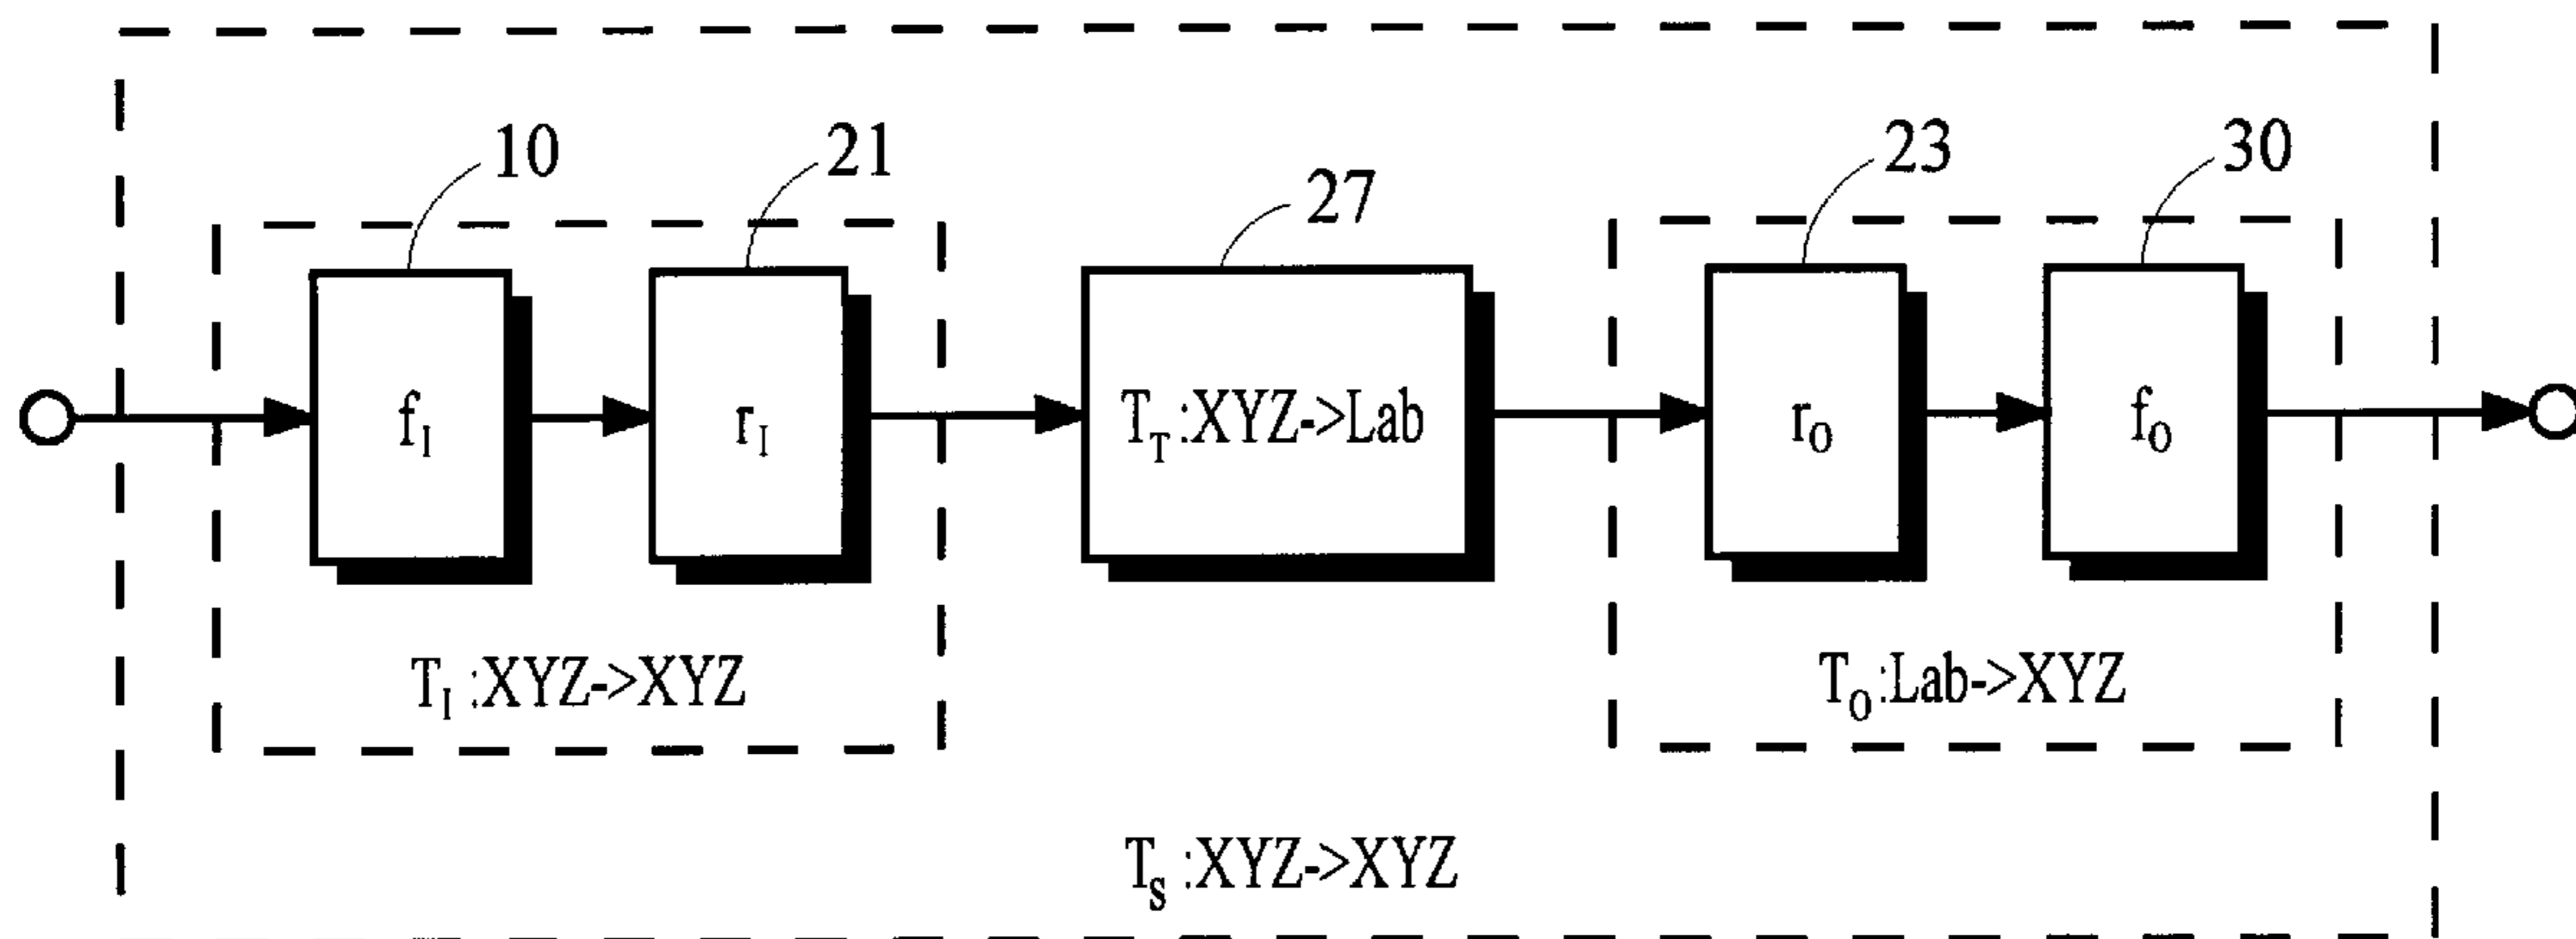 10
21
27
23
30
f_I
r_I
T_T:XYZ->Lab
r_O
f_O
T_I:XYZ->XYZ
T_O:Lab->XYZ
T_S:XYZ->XYZ